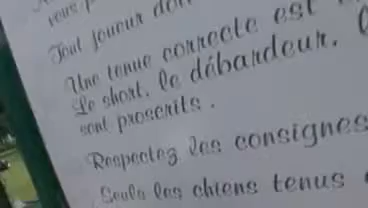 Tout joueur doit
Une tenue correcte est
Le short, le débardeur,
sont proscrits.
Respectez les consignes
Seuls les chiens tenus